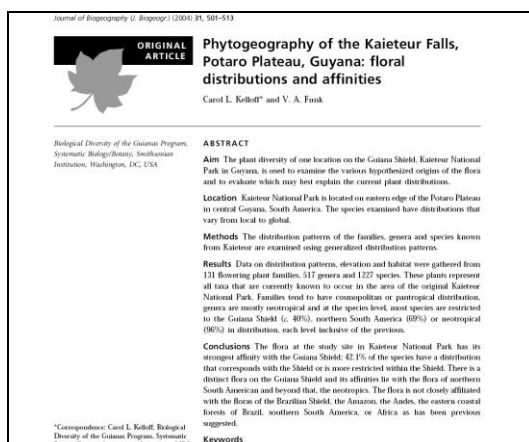 Journal of Biogeography (J. Biogeogr.) (2004) 31, 501–513
ORIGINAL
ARTICLE
Phytogeography of the Kaieteur Falls,
Potaro Plateau, Guyana: floral
distributions and affinities
Carol L. Kelloff* and V. A. Funk
Biological Diversity of the Guianas Program,
Systematic Biology/Botany, Smithsonian
Institution, Washington, DC, USA
ABSTRACT
Aim The plant diversity of one location on the Guiana Shield, Kaieteur National
Park in Guyana, is used to examine the various hypothesized origins of the flora
and to evaluate which may best explain the current plant distributions.
Location Kaieteur National Park is located on eastern edge of the Potaro Plateau
in central Guyana, South America. The species examined have distributions that
vary from local to global.
Methods The distribution patterns of the families, genera and species known
from Kaieteur are examined using generalized distribution patterns.
Results Data on distribution patterns, elevation and habitat were gathered from
131 flowering plant families, 517 genera and 1227 species. These plants represent
all taxa that are currently known to occur in the area of the original Kaieteur
National Park. Families tend to have cosmopolitan or pantropical distribution,
genera are mostly neotropical and at the species level, most species are restricted
to the Guiana Shield (c. 40%), northern South America (69%) or neotropical
(96%) in distribution, each level inclusive of the previous.
Conclusions The flora at the study site in Kaieteur National Park has its
strongest affinity with the Guiana Shield; 42.1% of the species have a distribution
that corresponds with the Shield or is more restricted within the Shield. There is a
distinct flora on the Guiana Shield and its affinities lie with the flora of northern
South America and beyond that, the neotropics. The flora is not closely affiliated
with the floras of the Brazilian Shield, the Amazon, the Andes, the eastern coastal
forests of Brazil, southern South America, or Africa as has been previous
suggested.
*Correspondence: Carol L. Kelloff, Biological
Diversity of the Guianas Program, Systematic
Keywords